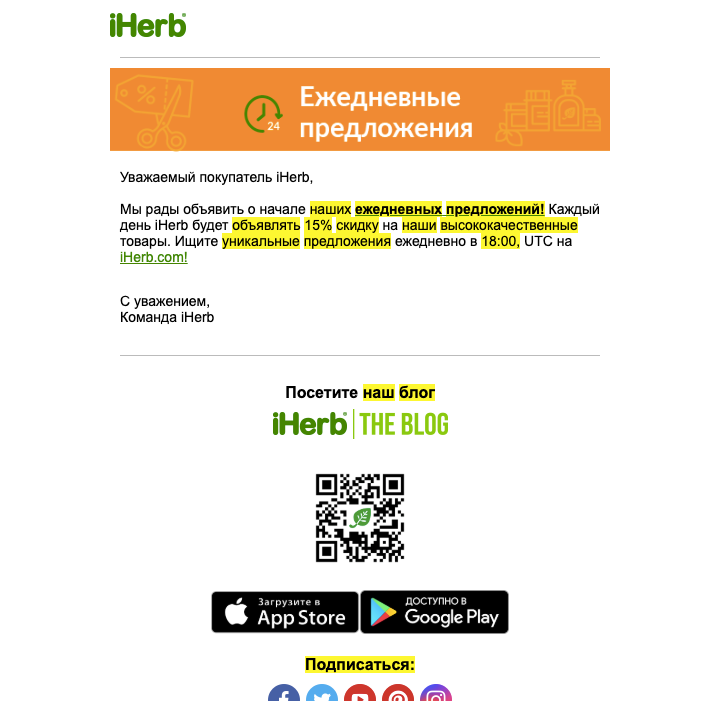 iHerb
24
Ежедневные
предложения
Уважаемый покупатель iHerb,
Мы рады объявить о начале наших ежедневных предложений! Каждый
день iHerb будет объявлять 15% скидку на наши высококачественные
товары. Ищите уникальные предложения ежедневно в 18:00, UTC на
iHerb.com!
С уважением,
Команда iHerb
Посетите наш блог
iHerb THE BLOG
Загрузите в
App Store
ДОСТУПНО В
Google Play
Подписаться: